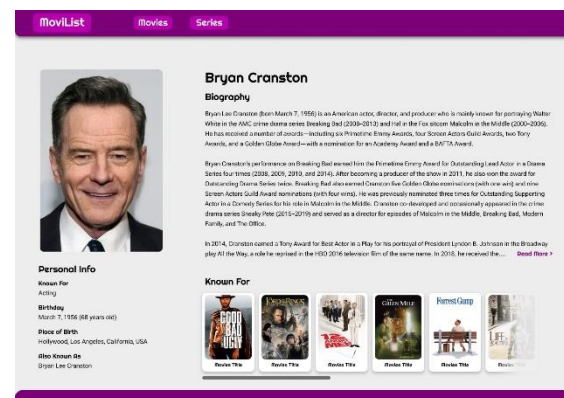 MoviList
Movies
Series
Bryan Cranston
Biography
Bryan Lee Cranston (born March 7, 1956) is an American actor, director, and producer who is mainly known for portraying Walter
White in the AMC crime drama series Breaking Bad (2008–2013) and Hal in the Fox sitcom Malcolm in the Middle (2000–2006).
He has received a number of awards—including six Primetime Emmy Awards, four Screen Actors Guild Awards, two Tony
Awards, and a Golden Globe Award—with a nomination for an Academy Award and a BAFTA Award.
Bryan Cranston's performance on Breaking Bad earned him the Primetime Emmy Award for Outstanding Lead Actor in a Drama
Series four times (2008, 2009, 2010, and 2014). After becoming a producer of the show in 2011, he also won the award for
Outstanding Drama Series twice. Breaking Bad also earned Cranston five Golden Globe nominations (with one win) and nine
Screen Actors Guild Award nominations (with four wins). He was previously nominated three times for Outstanding Supporting
Actor in a Comedy Series for his role in Malcolm in the Middle. Cranston co-developed and occasionally appeared in the crime
drama series Sneaky Pete (2015–2019) and served as a director for episodes of Malcolm in the Middle, Breaking Bad, Modern
Family, and The Office.
In 2014, Cranston earned a Tony Award for Best Actor in a Play for his portrayal of President Lyndon B. Johnson in the Broadway
play All the Way, a role he reprised in the HBO 2016 television film of the same name. In 2018, he received the.... Read More >
Personal Info
Known For
Acting
Birthday
March 7, 1956 (68 years old)
Place of Birth
Hollywood, Los Angeles, California, USA
Also Known As
Bryan Lee Cranston
Known For
GOOD
BAD
UGLY
Movies Title
LORD RINGS
Movies Title
Movies Title
GREEN MILE
Movies Title
Forrest Gump
Movies Title
LIFE
Movies Title